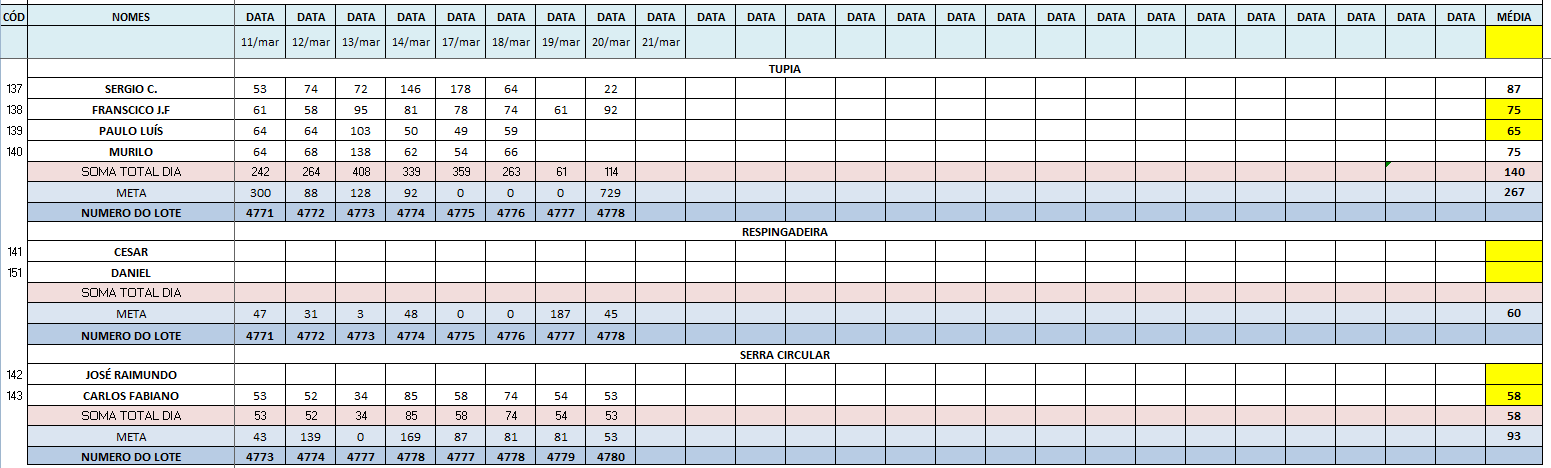 CÓD NOMES DATA DATA DATA DATA DATA DATA DATA DATA DATA DATA DATA DATA DATA DATA DATA DATA DATA DATA DATA DATA DATA DATA DATA DATA DATA MÉDIA
11/mar 12/mar 13/mar 14/mar 17/mar 18/mar 19/mar 20/mar 21/mar
TUPIA
137 SERGIO C. 53 74 72 146 178 64 22 87
138 FRANSCICO J.F 61 58 95 81 78 74 61 92 75
139 PAULO LUÍS 64 64 103 50 49 59 65
140 MURILO 64 68 138 62 54 66 75
SOMA TOTAL DIA 242 264 408 339 359 263 61 114 140
META 300 88 128 92 0 0 0 729 267
NUMERO DO LOTE 4771 4772 4773 4774 4775 4776 4777 4778
RESPINGADEIRA
141 CESAR
151 DANIEL
SOMA TOTAL DIA
META 47 31 3 48 0 0 187 45 60
NUMERO DO LOTE 4771 4772 4773 4774 4775 4776 4777 4778
SERRA CIRCULAR
142 JOSÉ RAIMUNDO
143 CARLOS FABIANO 53 52 34 85 58 74 54 53 58
SOMA TOTAL DIA 53 52 34 85 58 74 54 53 58
META 43 139 0 169 87 81 81 53 93
NUMERO DO LOTE 4773 4774 4777 4778 4777 4778 4779 4780